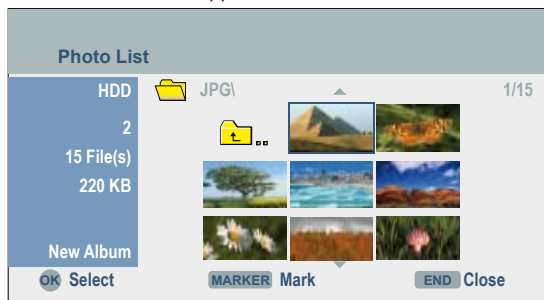 Photo List
HDD
JPG\
1/15
2
..
15 File(s)
220 KB
New Album
OK Select
MARKER Mark
END Close